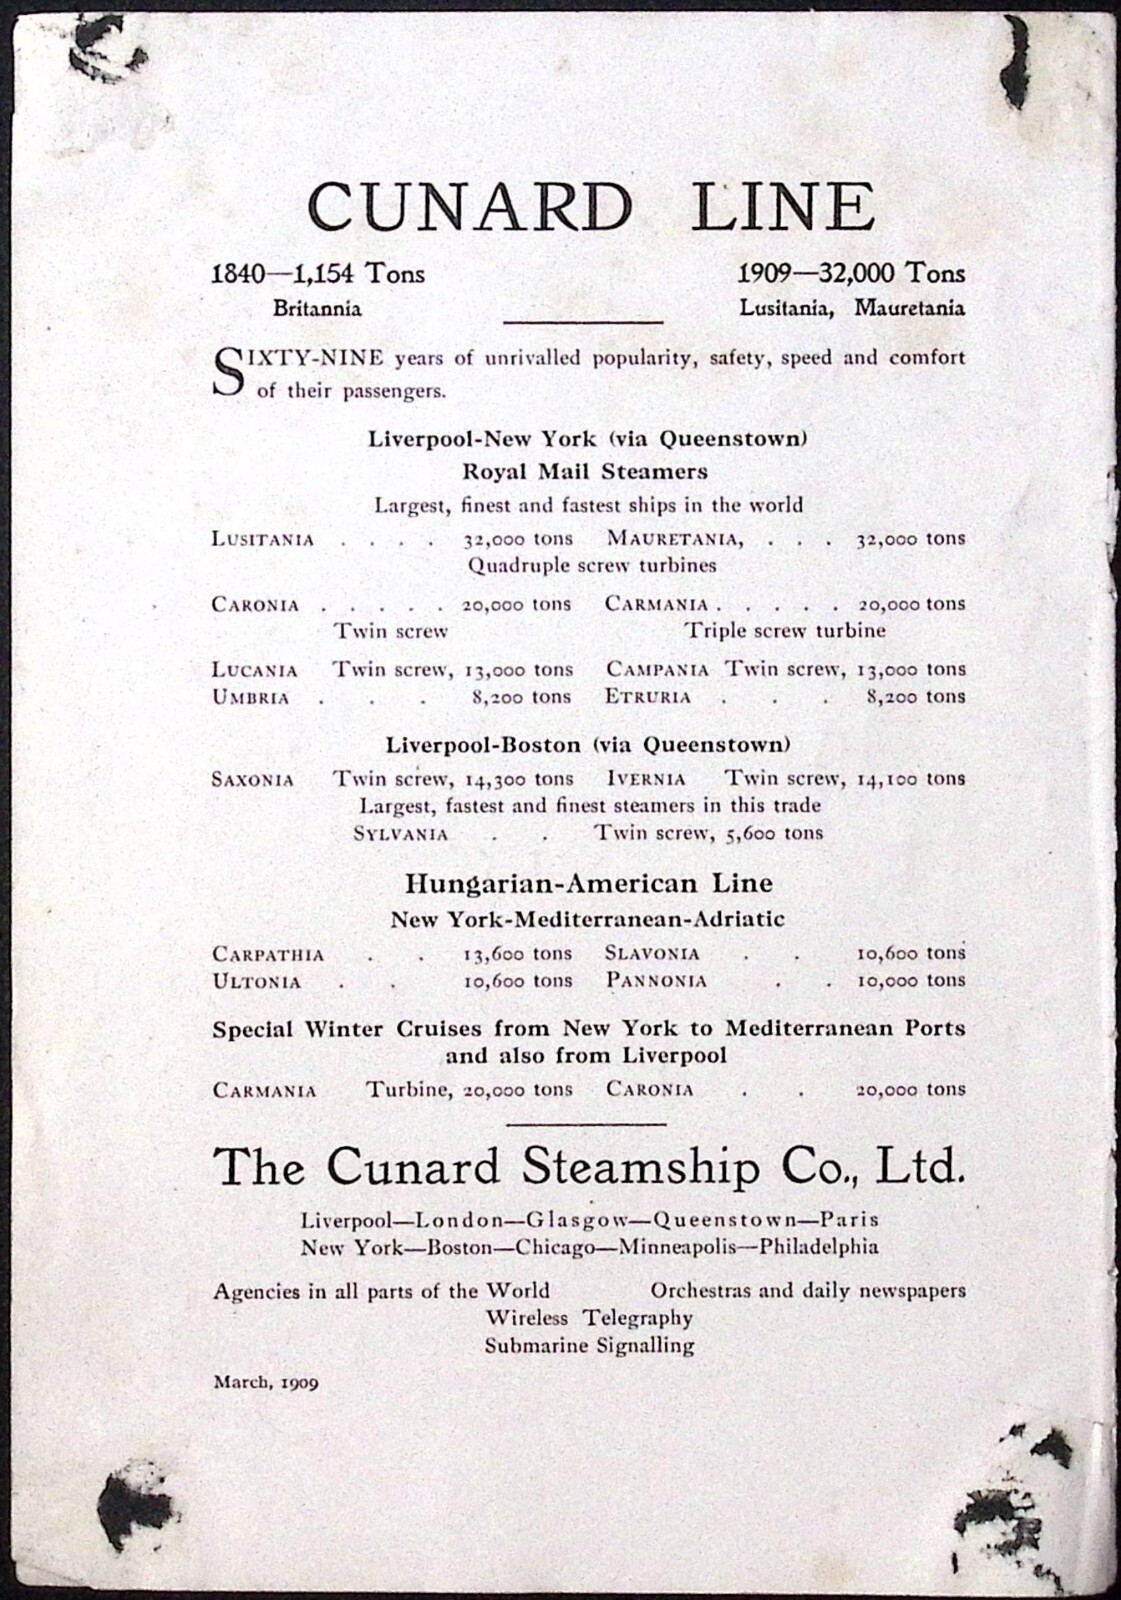 CUNARD LINE
1840—1,154 Tons 1909—32,000 Tons
Britannia Lusitania, Mauretania
SIXTY-NINE years of unrivalled popularity, safety, speed and comfort
of their passengers.
Liverpool-New York (via Queenstown)
Royal Mail Steamers
Largest, finest and fastest ships in the world
LUSITANIA . . . . 32,000 tons MAURETANIA, . . . 32,000 tons
Quadruple screw turbines
CARONIA . . . . . 20,000 tons CARMANIA . . . . . 20,000 tons
Twin screw Triple screw turbine
LUCANIA Twin screw, 13,000 tons CAMPANIA Twin screw, 13,000 tons
UMBRIA . . . 8,200 tons ETRURIA . . . 8,200 tons
Liverpool-Boston (via Queenstown)
SAXONIA Twin screw, 14,300 tons IVERNIA Twin screw, 14,100 tons
Largest, fastest and finest steamers in this trade
SYLVANIA . . Twin screw, 5,600 tons
Hungarian-American Line
New York-Mediterranean-Adriatic
CARPATHIA . . 13,600 tons SLAVONIA . . 10,600 tons
ULTONIA . . 10,600 tons PANNONIA . . 10,000 tons
Special Winter Cruises from New York to Mediterranean Ports
and also from Liverpool
CARMANIA Turbine, 20,000 tons CARONIA . . 20,000 tons
The Cunard Steamship Co., Ltd.
Liverpool—London—Glasgow—Queenstown—Paris
New York—Boston—Chicago—Minneapolis—Philadelphia
Agencies in all parts of the World Orchestras and daily newspapers
Wireless Telegraphy
Submarine Signalling
March, 1909